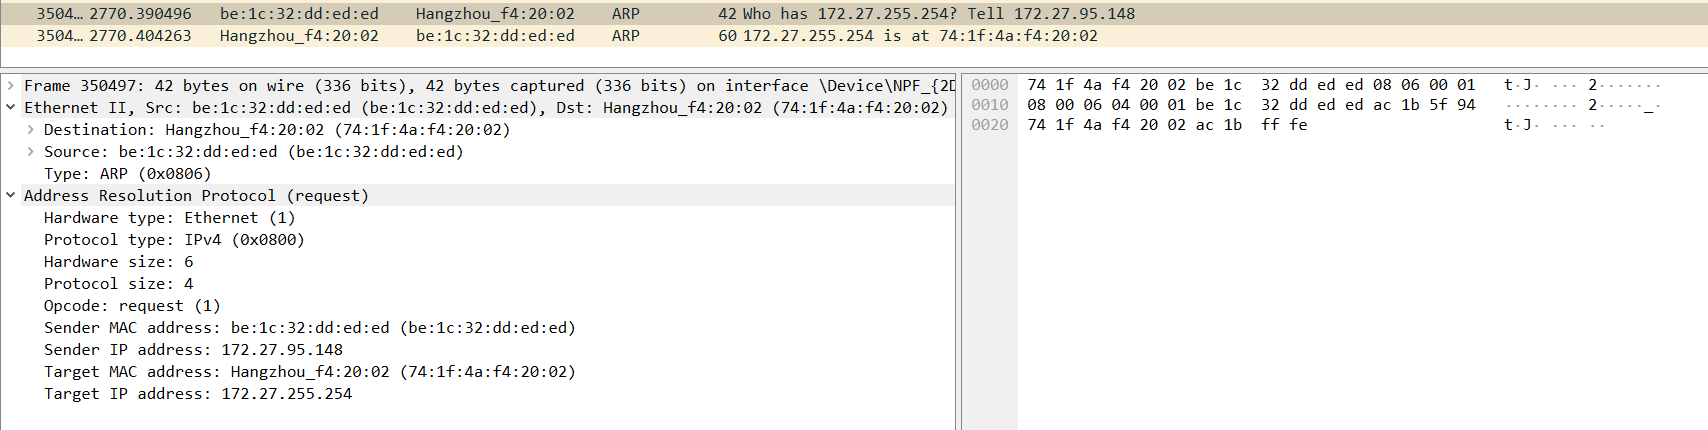 3504… 2770.390496 be:1c:32:dd:ed:ed Hangzhou_f4:20:02 ARP 42 Who has 172.27.255.254? Tell 172.27.95.148
3504… 2770.404263 Hangzhou_f4:20:02 be:1c:32:dd:ed:ed ARP 60 172.27.255.254 is at 74:1f:4a:f4:20:02
Frame 350497: 42 bytes on wire (336 bits), 42 bytes captured (336 bits) on interface \Device\NPF_{2D
Ethernet II, Src: be:1c:32:dd:ed:ed (be:1c:32:dd:ed:ed), Dst: Hangzhou_f4:20:02 (74:1f:4a:f4:20:02)
Destination: Hangzhou_f4:20:02 (74:1f:4a:f4:20:02)
Source: be:1c:32:dd:ed:ed (be:1c:32:dd:ed:ed)
Type: ARP (0x0806)
Address Resolution Protocol (request)
Hardware type: Ethernet (1)
Protocol type: IPv4 (0x0800)
Hardware size: 6
Protocol size: 4
Opcode: request (1)
Sender MAC address: be:1c:32:dd:ed:ed (be:1c:32:dd:ed:ed)
Sender IP address: 172.27.95.148
Target MAC address: Hangzhou_f4:20:02 (74:1f:4a:f4:20:02)
Target IP address: 172.27.255.254
0000 74 1f 4a f4 20 02 be 1c 32 dd ed ed 08 06 00 01 t·J· ··· 2·······
0010 08 00 06 04 00 01 be 1c 32 dd ed ed ac 1b 5f 94 ········ 2·····_·
0020 74 1f 4a f4 20 02 ac 1b ff fe t·J· ··· ··